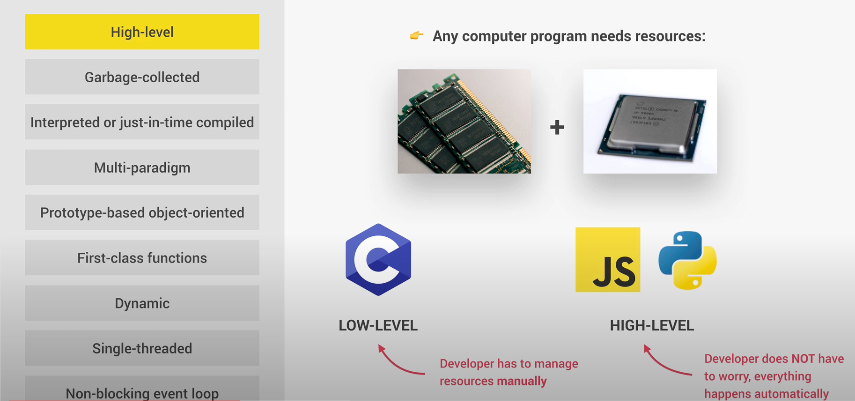 High-level
Garbage-collected
Interpreted or just-in-time compiled
Multi-paradigm
Prototype-based object-oriented
First-class functions
Dynamic
Single-threaded
Non-blocking event loop
👉 Any computer program needs resources:
+
C
JS
LOW-LEVEL
HIGH-LEVEL
Developer has to manage
resources manually
Developer does NOT have
to worry, everything
happens automatically